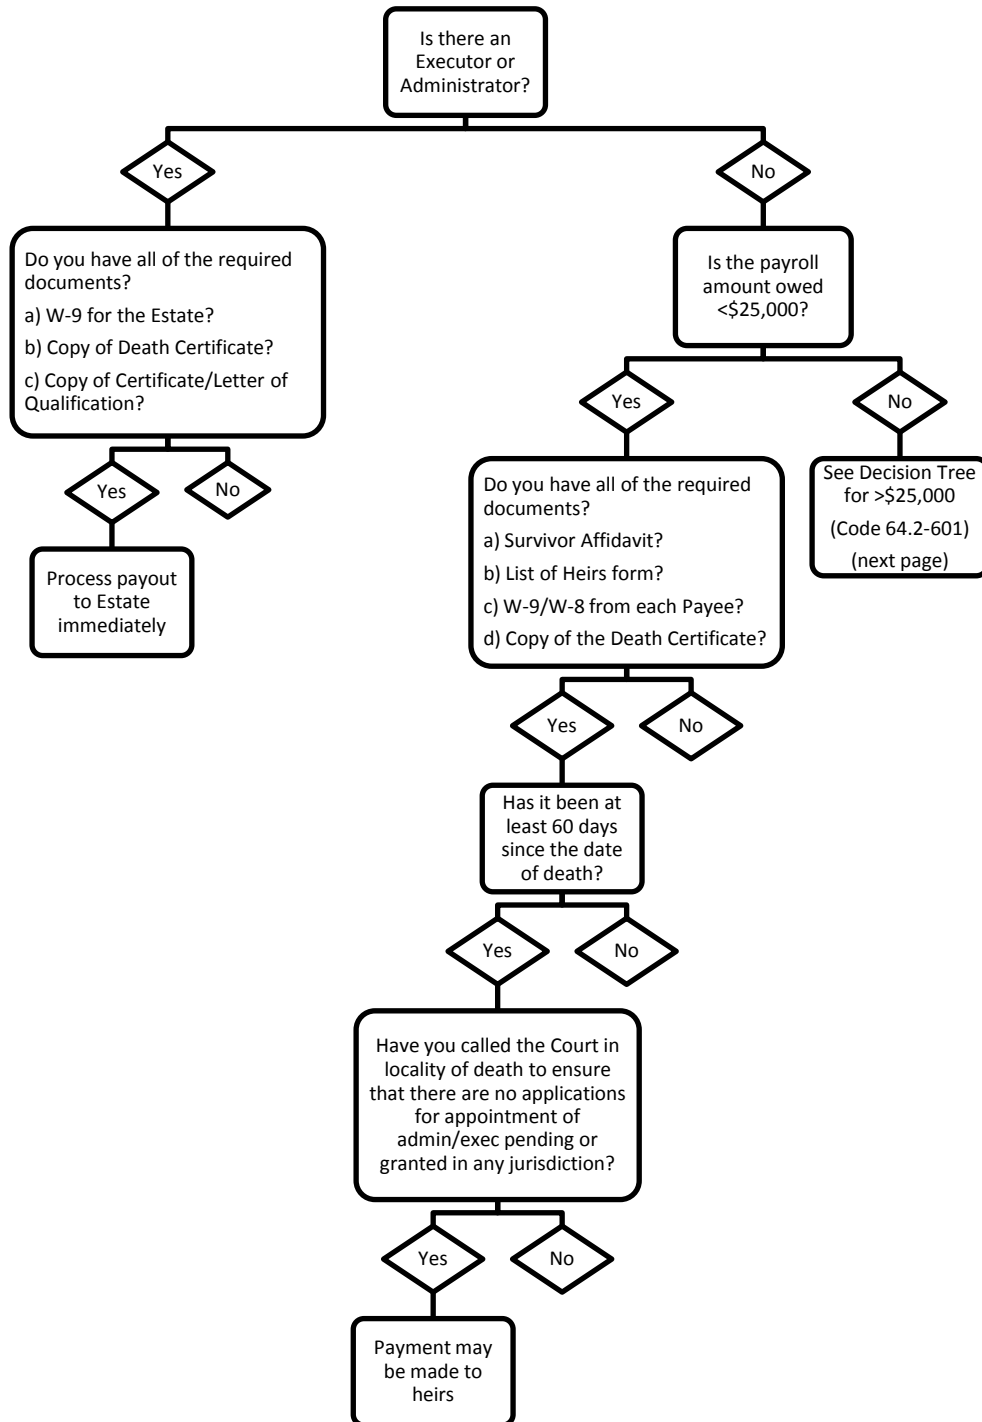 Is there an
Executor or
Administrator?
Yes
No
Do you have all of the required
documents?
a) W-9 for the Estate?
b) Copy of Death Certificate?
c) Copy of Certificate/Letter of
Qualification?
Is the payroll
amount owed
<$25,000?
Yes
No
Yes
No
Process payout
to Estate
immediately
Do you have all of the required
documents?
a) Survivor Affidavit?
b) List of Heirs form?
c) W-9/W-8 from each Payee?
d) Copy of the Death Certificate?
See Decision Tree
for >$25,000
(Code 64.2-601)
(next page)
Yes
No
Has it been at
least 60 days
since the date
of death?
Yes
No
Have you called the Court in
locality of death to ensure
that there are no applications
for appointment of
admin/exec pending or
granted in any jurisdiction?
Yes
No
Payment may
be made to
heirs